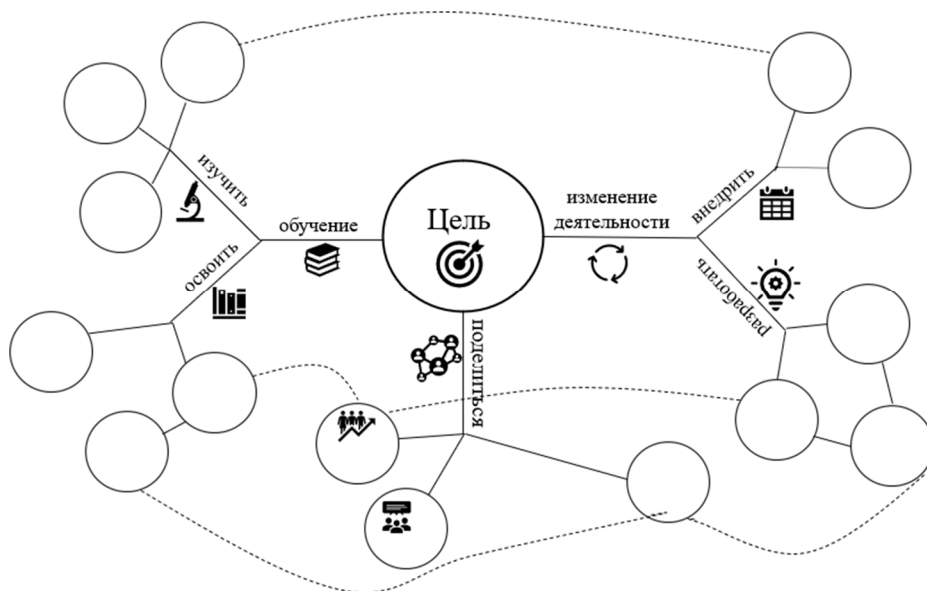 изучить
обучение
освоить
Цель
поделиться
изменение
деятельности
внедрить
разработать